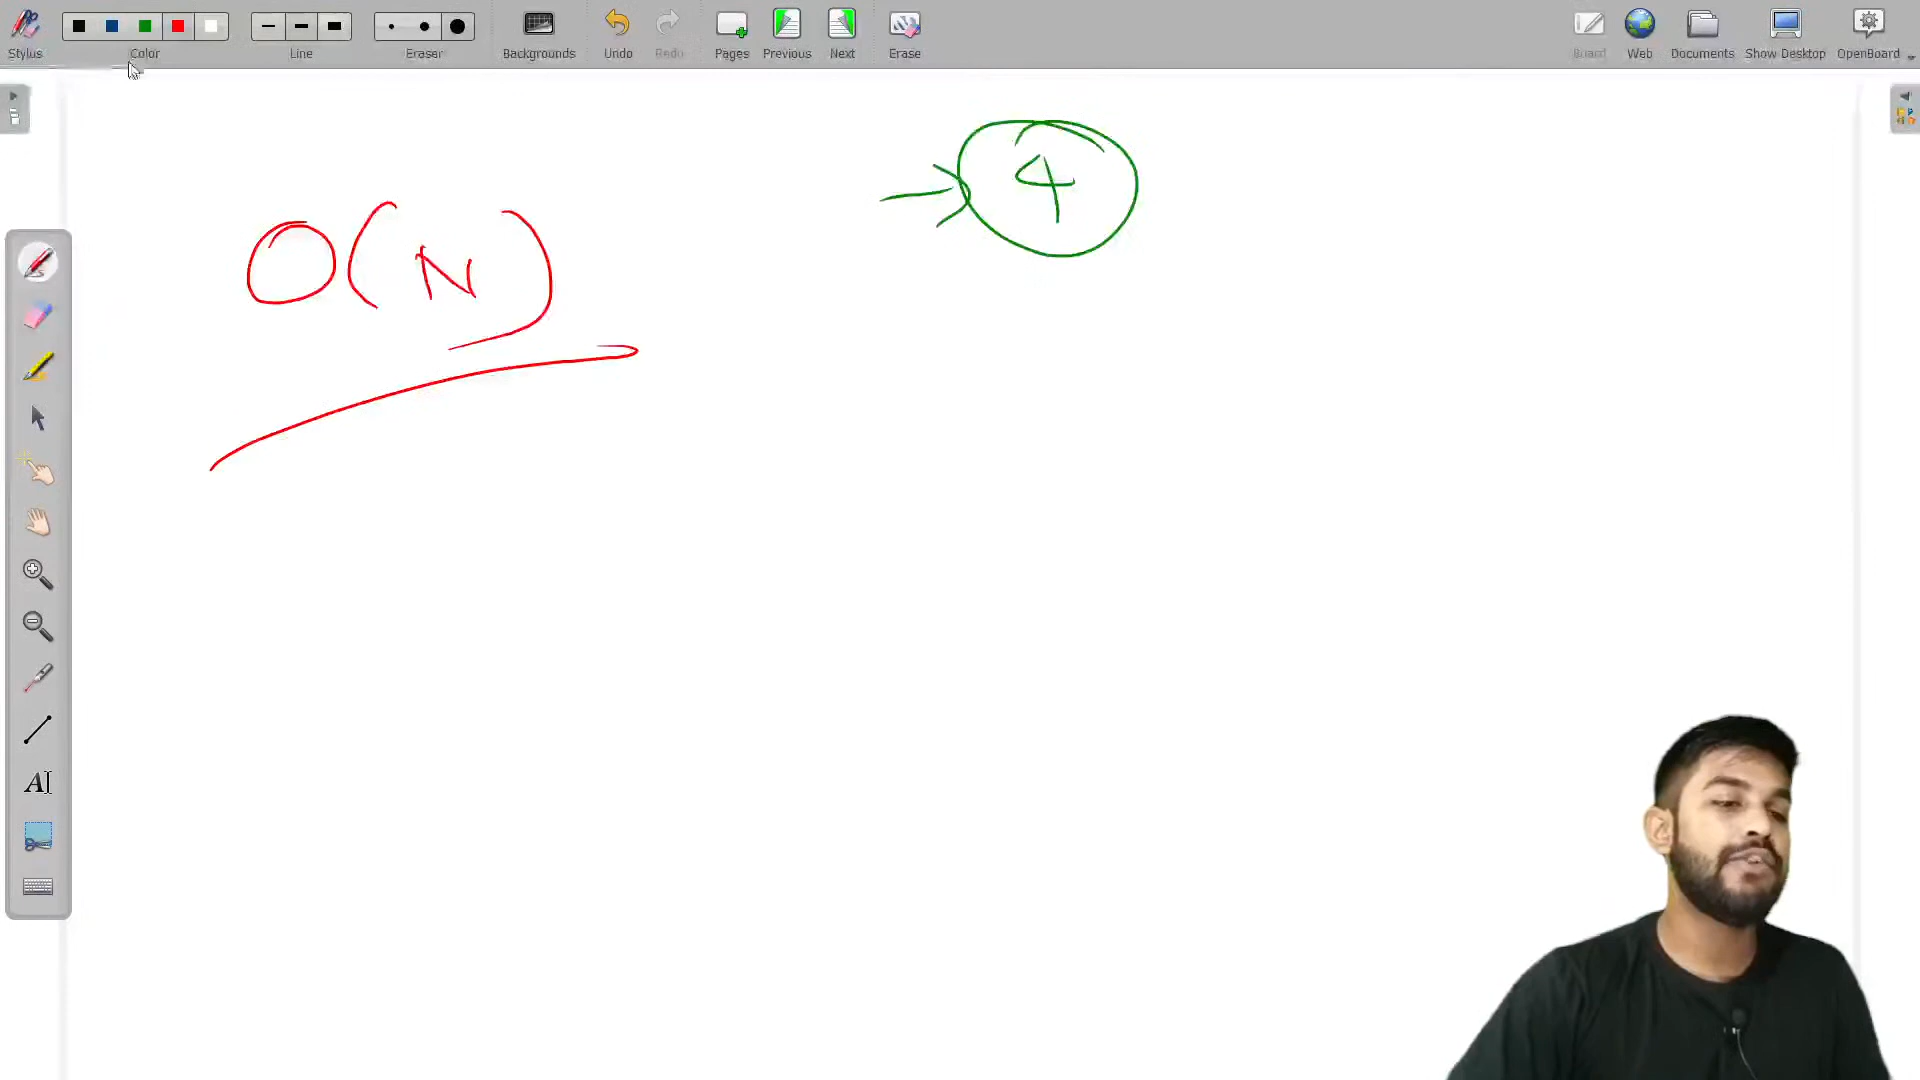 Stylus Color Line Eraser Backgrounds Undo Redo Pages Previous Next Erase Board Web Documents Show Desktop OpenBoard
4
O(N)
A